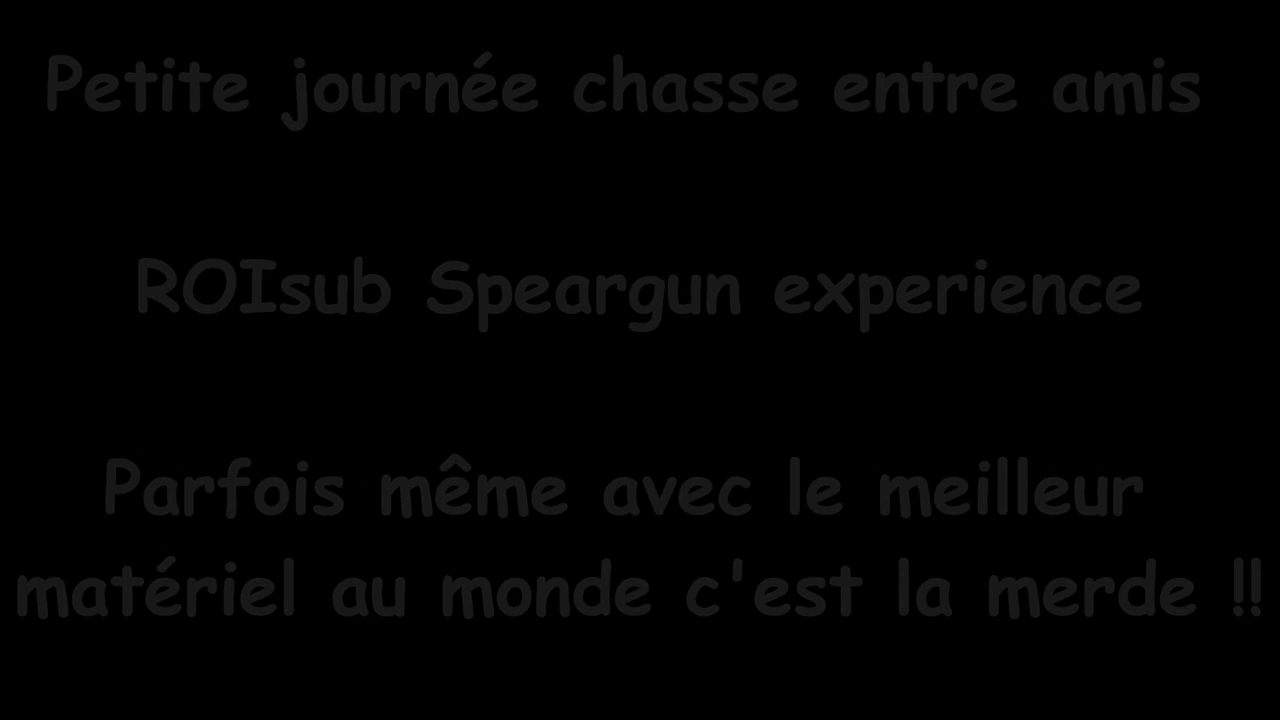 Petite journée chasse entre amis
ROIsub Speargun experience
Parfois même avec le meilleur
matériel au monde c'est la merde !!